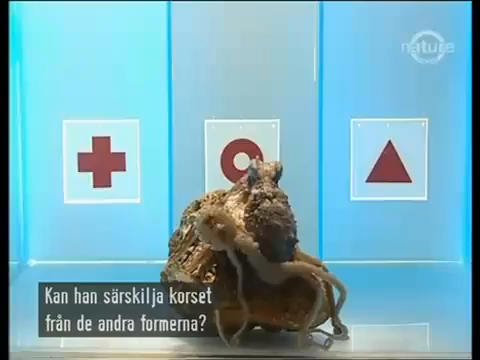 nature
Kan han särskilja korset
från de andra formerna?